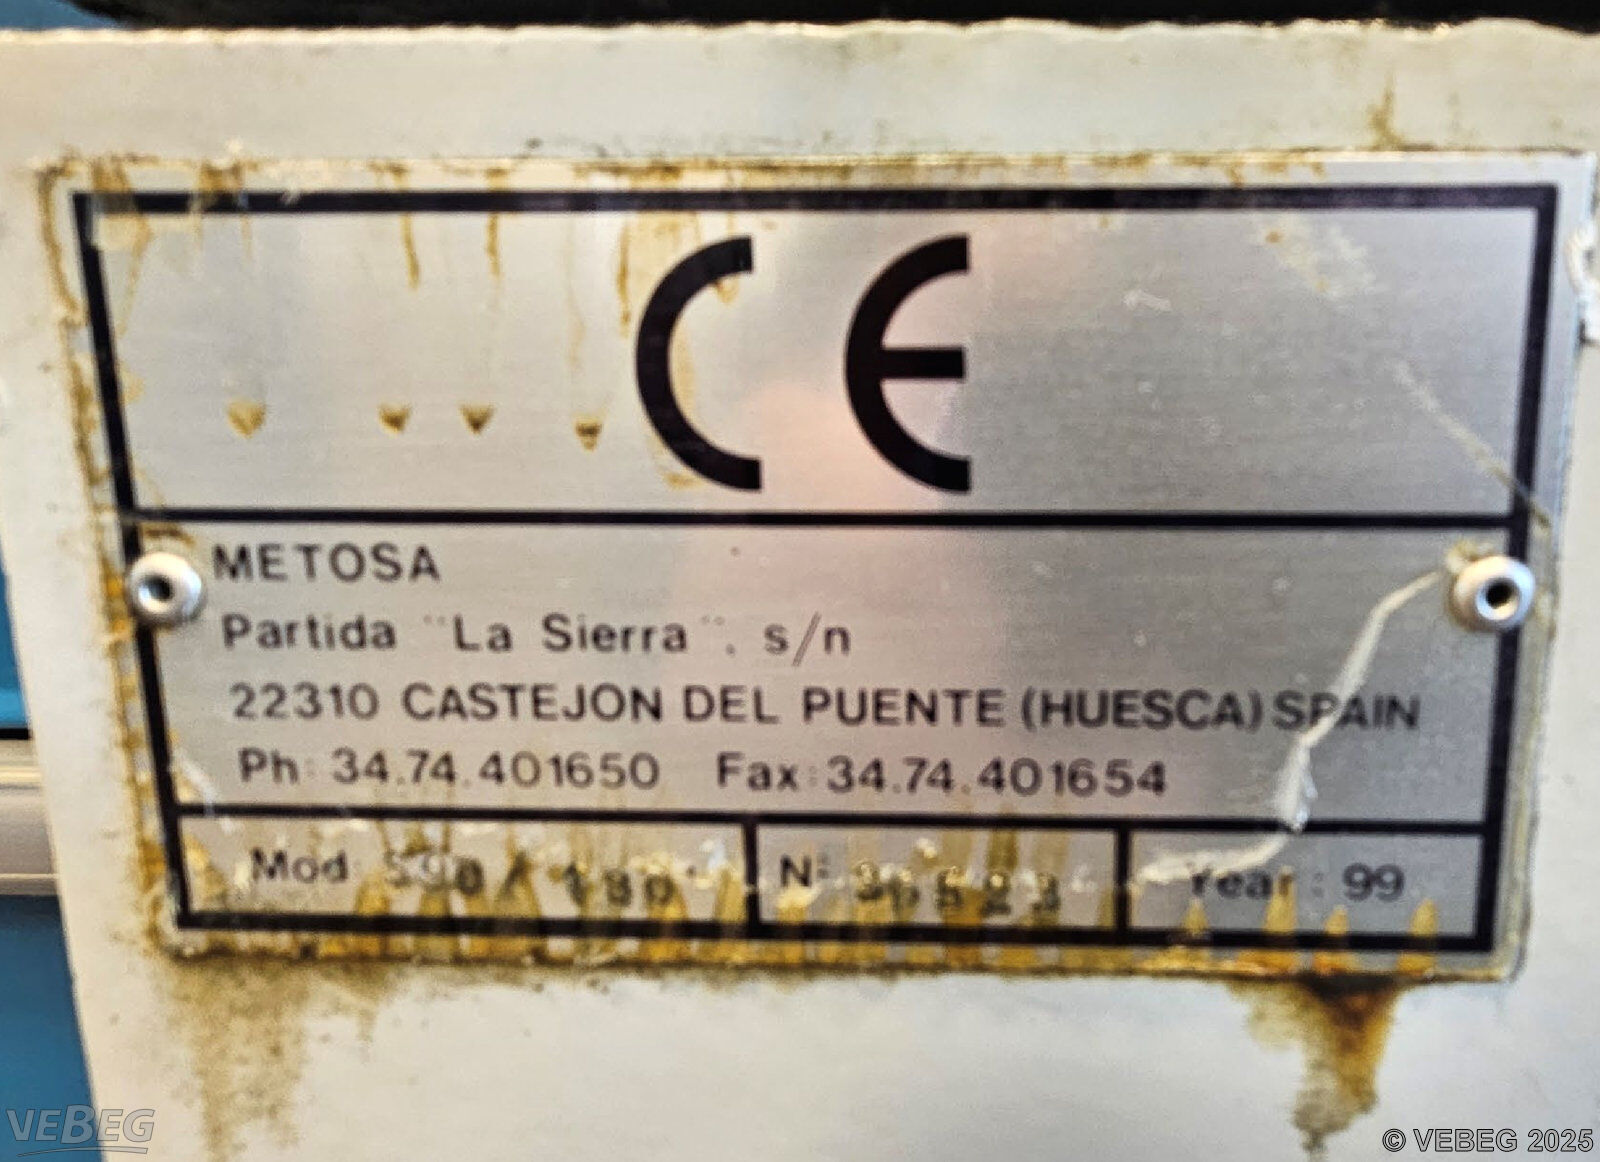 CE
METOSA
Partida "La Sierra". s/n
22310 CASTEJON DEL PUENTE (HUESCA) SPAIN
Ph: 34.74.401650 Fax: 34.74.401654
Mod N: Year: 99
VEBEG
© VEBEG 2025